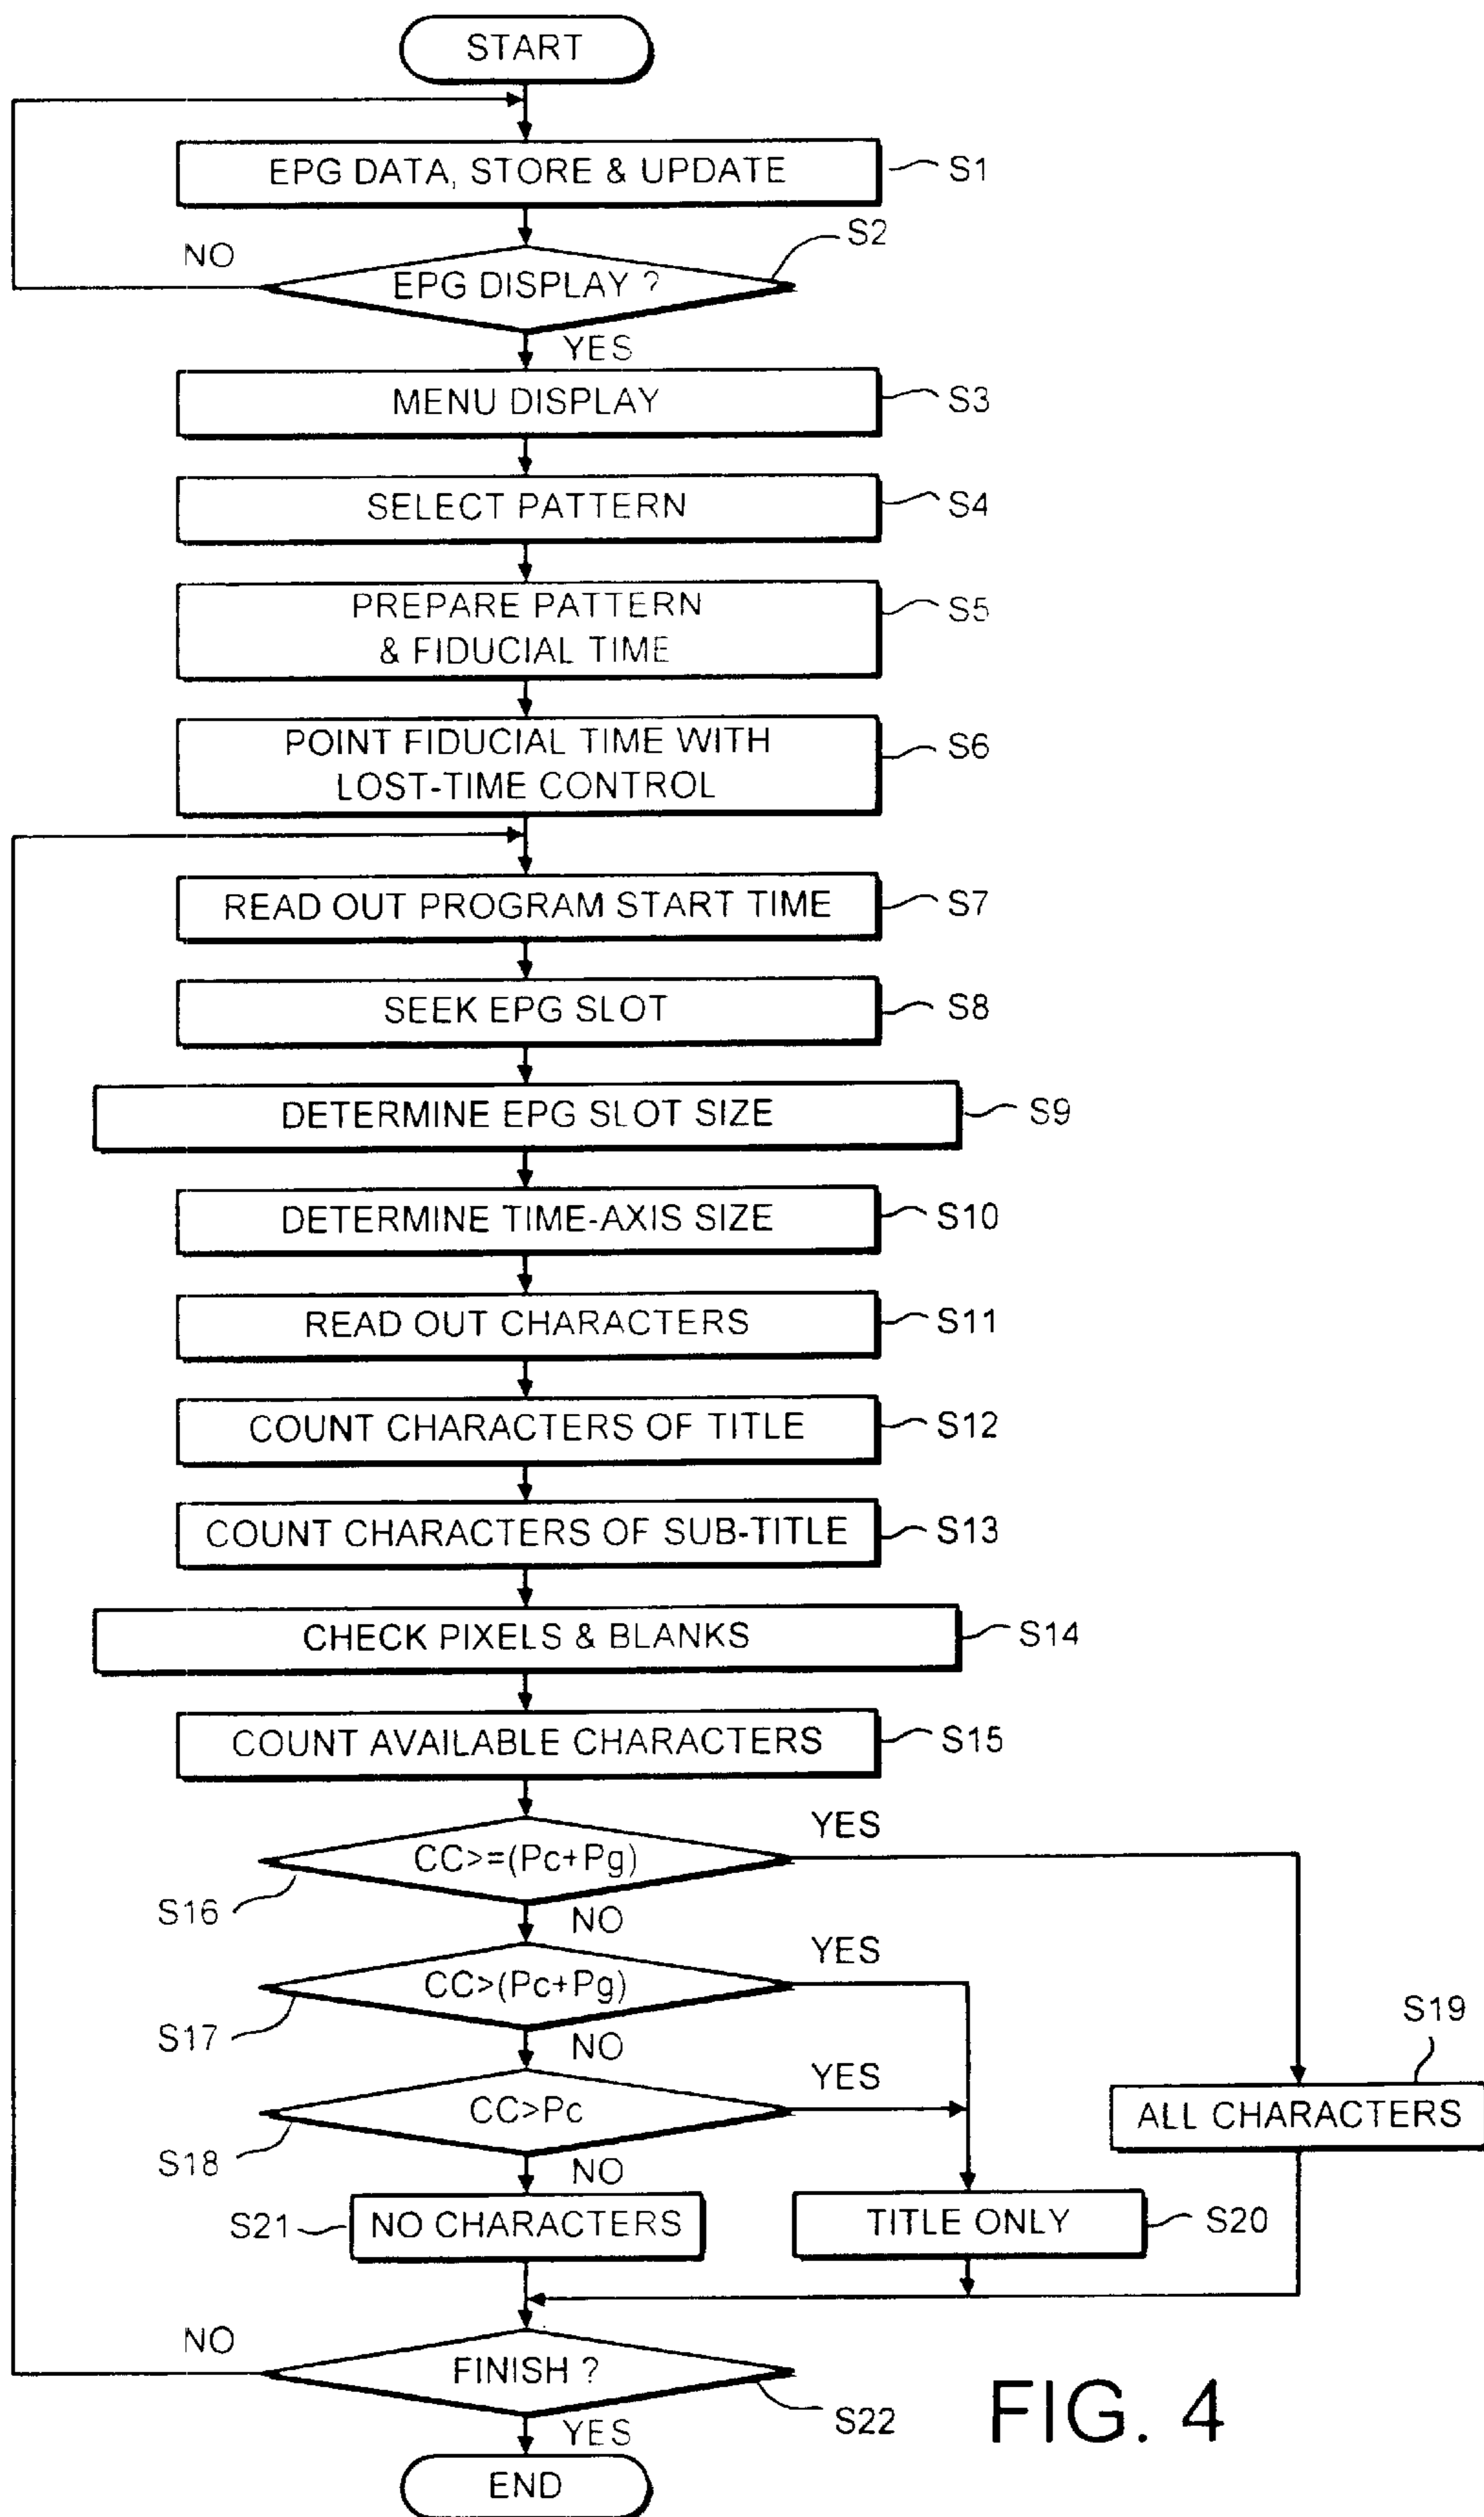 START
EPG DATA, STORE & UPDATE
S1
NO
EPG DISPLAY ?
S2
YES
MENU DISPLAY
S3
SELECT PATTERN
S4
PREPARE PATTERN
& FIDUCIAL TIME
S5
POINT FIDUCIAL TIME WITH
LOST-TIME CONTROL
S6
READ OUT PROGRAM START TIME
S7
SEEK EPG SLOT
S8
DETERMINE EPG SLOT SIZE
S9
DETERMINE TIME-AXIS SIZE
S10
READ OUT CHARACTERS
S11
COUNT CHARACTERS OF TITLE
S12
COUNT CHARACTERS OF SUB-TITLE
S13
CHECK PIXELS & BLANKS
S14
COUNT AVAILABLE CHARACTERS
S15
CC>=(Pc+Pg)
YES
S16
NO
CC>(Pc+Pg)
YES
S17
NO
CC>Pc
YES
S18
NO
S19
ALL CHARACTERS
S21
NO CHARACTERS
TITLE ONLY
S20
NO
FINISH ?
S22
YES
END
FIG. 4